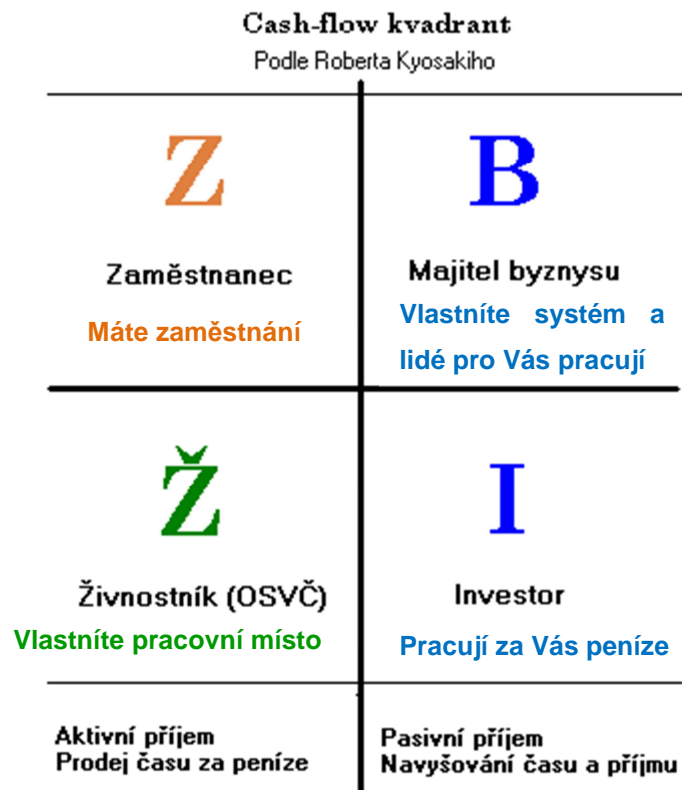 Cash-flow kvadrant
Podle Roberta Kyosakiho
Z
Zaměstnanec
Máte zaměstnání
B
Majitel byznysu
Vlastníte systém a
lidé pro Vás pracují
Ž
Živnostník (OSVČ)
Vlastníte pracovní místo
I
Investor
Pracují za Vás peníze
Aktivní příjem
Prodej času za peníze
Pasivní příjem
Navyšování času a příjmu